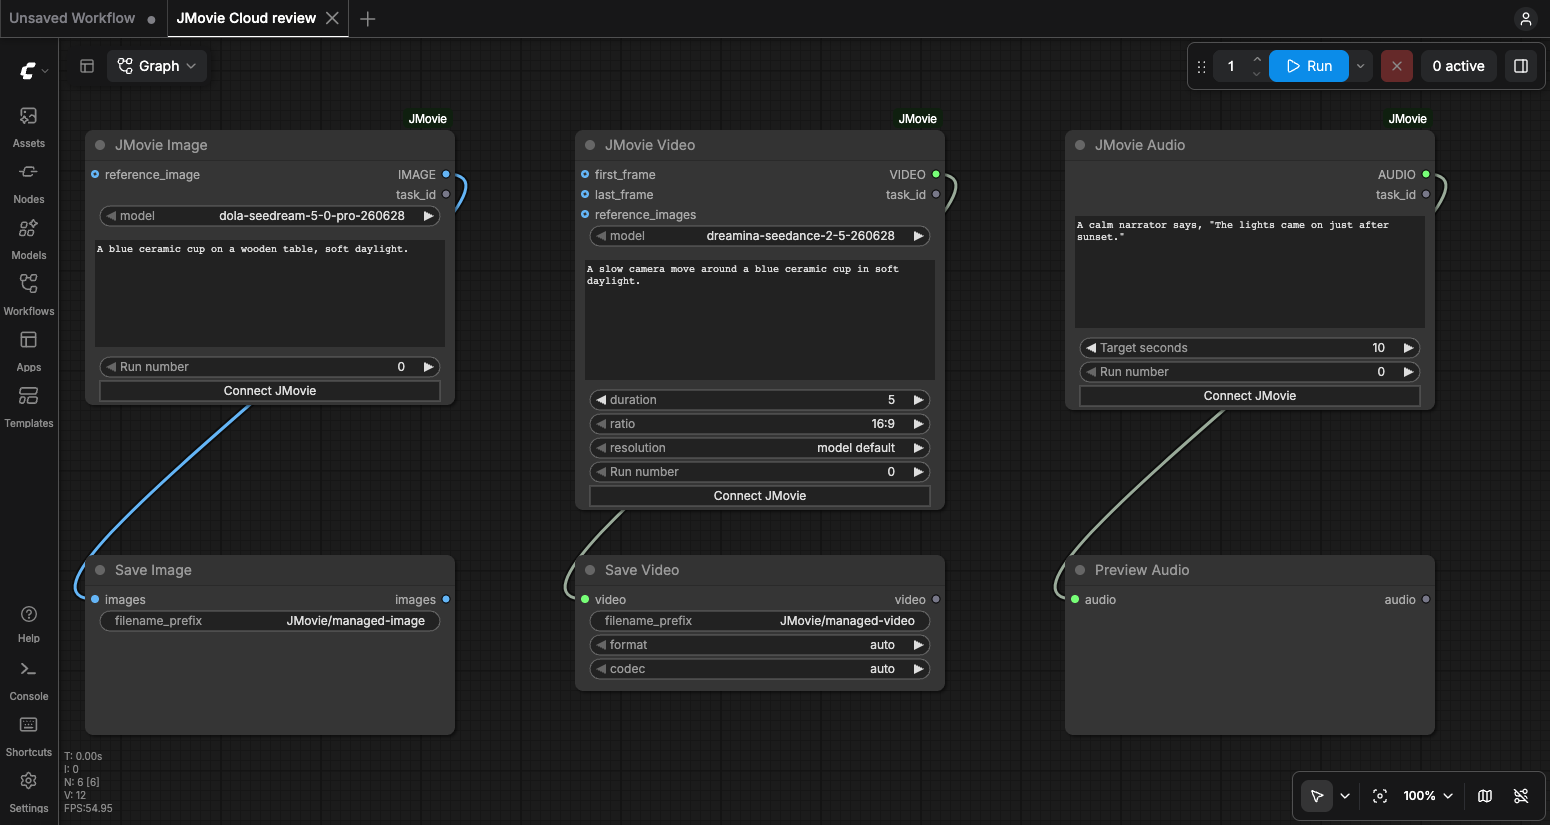 Unsaved Workflow
JMovie Cloud review
Graph
1
Run
0 active
Assets
Nodes
Models
Workflows
Apps
Templates
Help
Console
Shortcuts
Settings
JMovie
JMovie Image
reference_image
IMAGE
task_id
model
dola-seedream-5-0-pro-260628
A blue ceramic cup on a wooden table, soft daylight.
Run number
0
Connect JMovie
JMovie
JMovie Video
first_frame
VIDEO
last_frame
task_id
reference_images
model
dreamina-seedance-2-5-260628
A slow camera move around a blue ceramic cup in soft
daylight.
duration
5
ratio
16:9
resolution
model default
Run number
0
Connect JMovie
JMovie
JMovie Audio
AUDIO
task_id
A calm narrator says, "The lights came on just after
sunset."
Target seconds
10
Run number
0
Connect JMovie
Save Image
images
images
filename_prefix
JMovie/managed-image
Save Video
video
video
filename_prefix
JMovie/managed-video
format
auto
codec
auto
Preview Audio
audio
audio
T: 0.00s
I: 0
N: 6 [6]
V: 12
FPS:54.95
100%